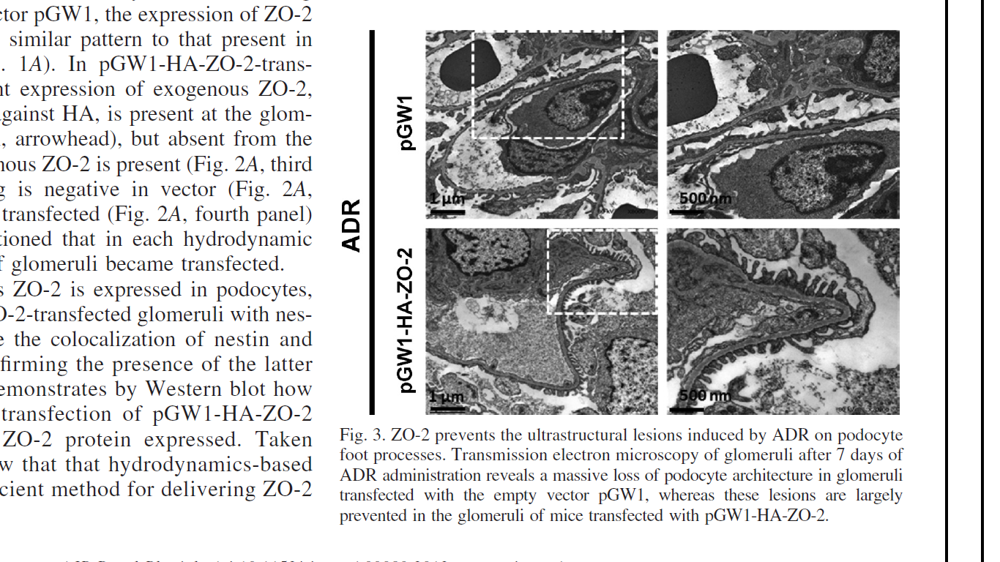 ctor pGW1, the expression of ZO-2
similar pattern to that present in
. 1A). In pGW1-HA-ZO-2-trans-
nt expression of exogenous ZO-2,
gainst HA, is present at the glom-
, arrowhead), but absent from the
nous ZO-2 is present (Fig. 2A, third
g is negative in vector (Fig. 2A,
transfected (Fig. 2A, fourth panel)
tioned that in each hydrodynamic
f glomeruli became transfected.
s ZO-2 is expressed in podocytes,
O-2-transfected glomeruli with nes-
e the colocalization of nestin and
firming the presence of the latter
emonstrates by Western blot how
transfection of pGW1-HA-ZO-2
ZO-2 protein expressed. Taken
w that that hydrodynamics-based
cient method for delivering ZO-2
ADR
pGW1
1 µm
500 nm
pGW1-HA-ZO-2
1 µm
500 nm
Fig. 3. ZO-2 prevents the ultrastructural lesions induced by ADR on podocyte
foot processes. Transmission electron microscopy of glomeruli after 7 days of
ADR administration reveals a massive loss of podocyte architecture in glomeruli
transfected with the empty vector pGW1, whereas these lesions are largely
prevented in the glomeruli of mice transfected with pGW1-HA-ZO-2.